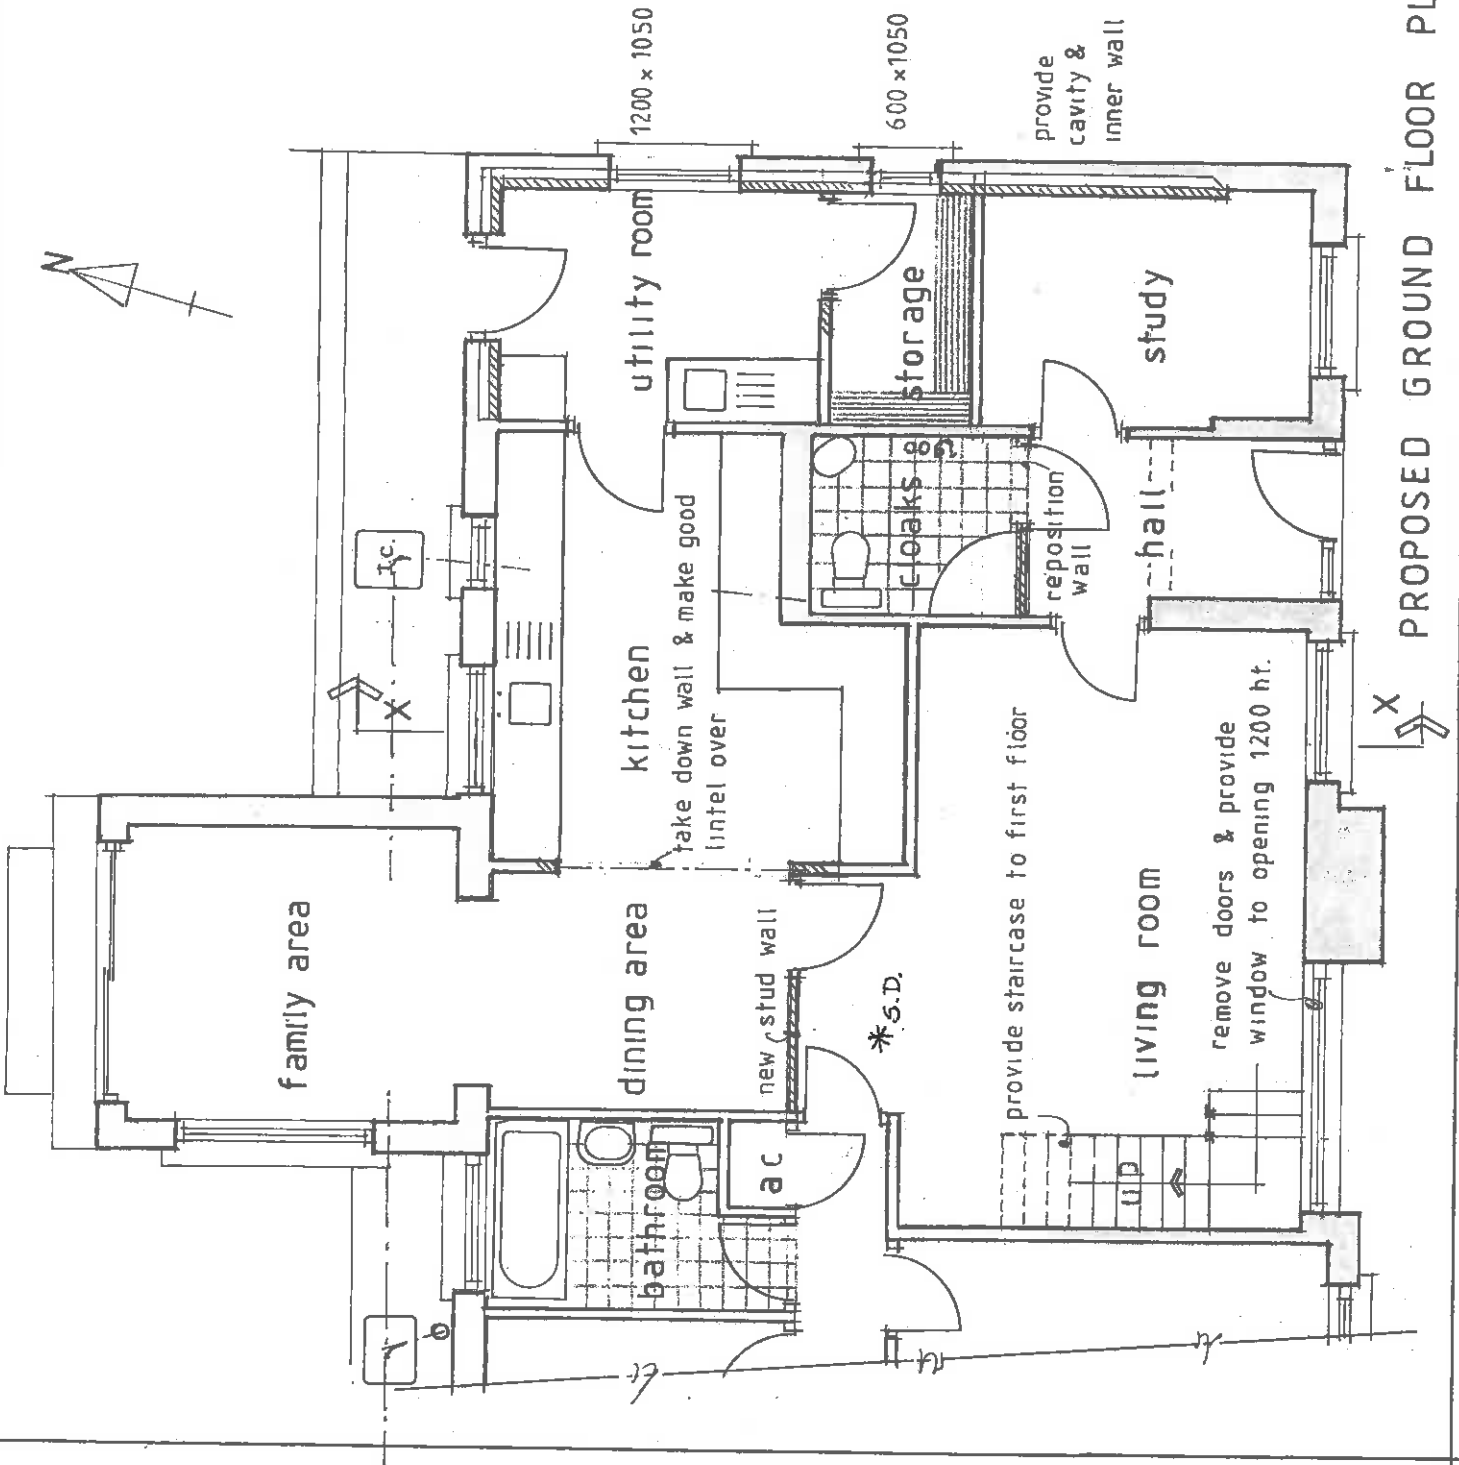 N
1200 x 1050
600 x 1050
provide
cavity &
inner wall
utility room
storage
study
I.C.
X
kitchen
take down wall & make good
lintel over
cloaks
reposition
wall
hall
family area
dining area
new stud wall
*S.D.
provide staircase to first floor
living room
remove doors & provide
window to opening 1200 ht.
X
bathroom
ac
UP
PROPOSED GROUND FLOOR PL